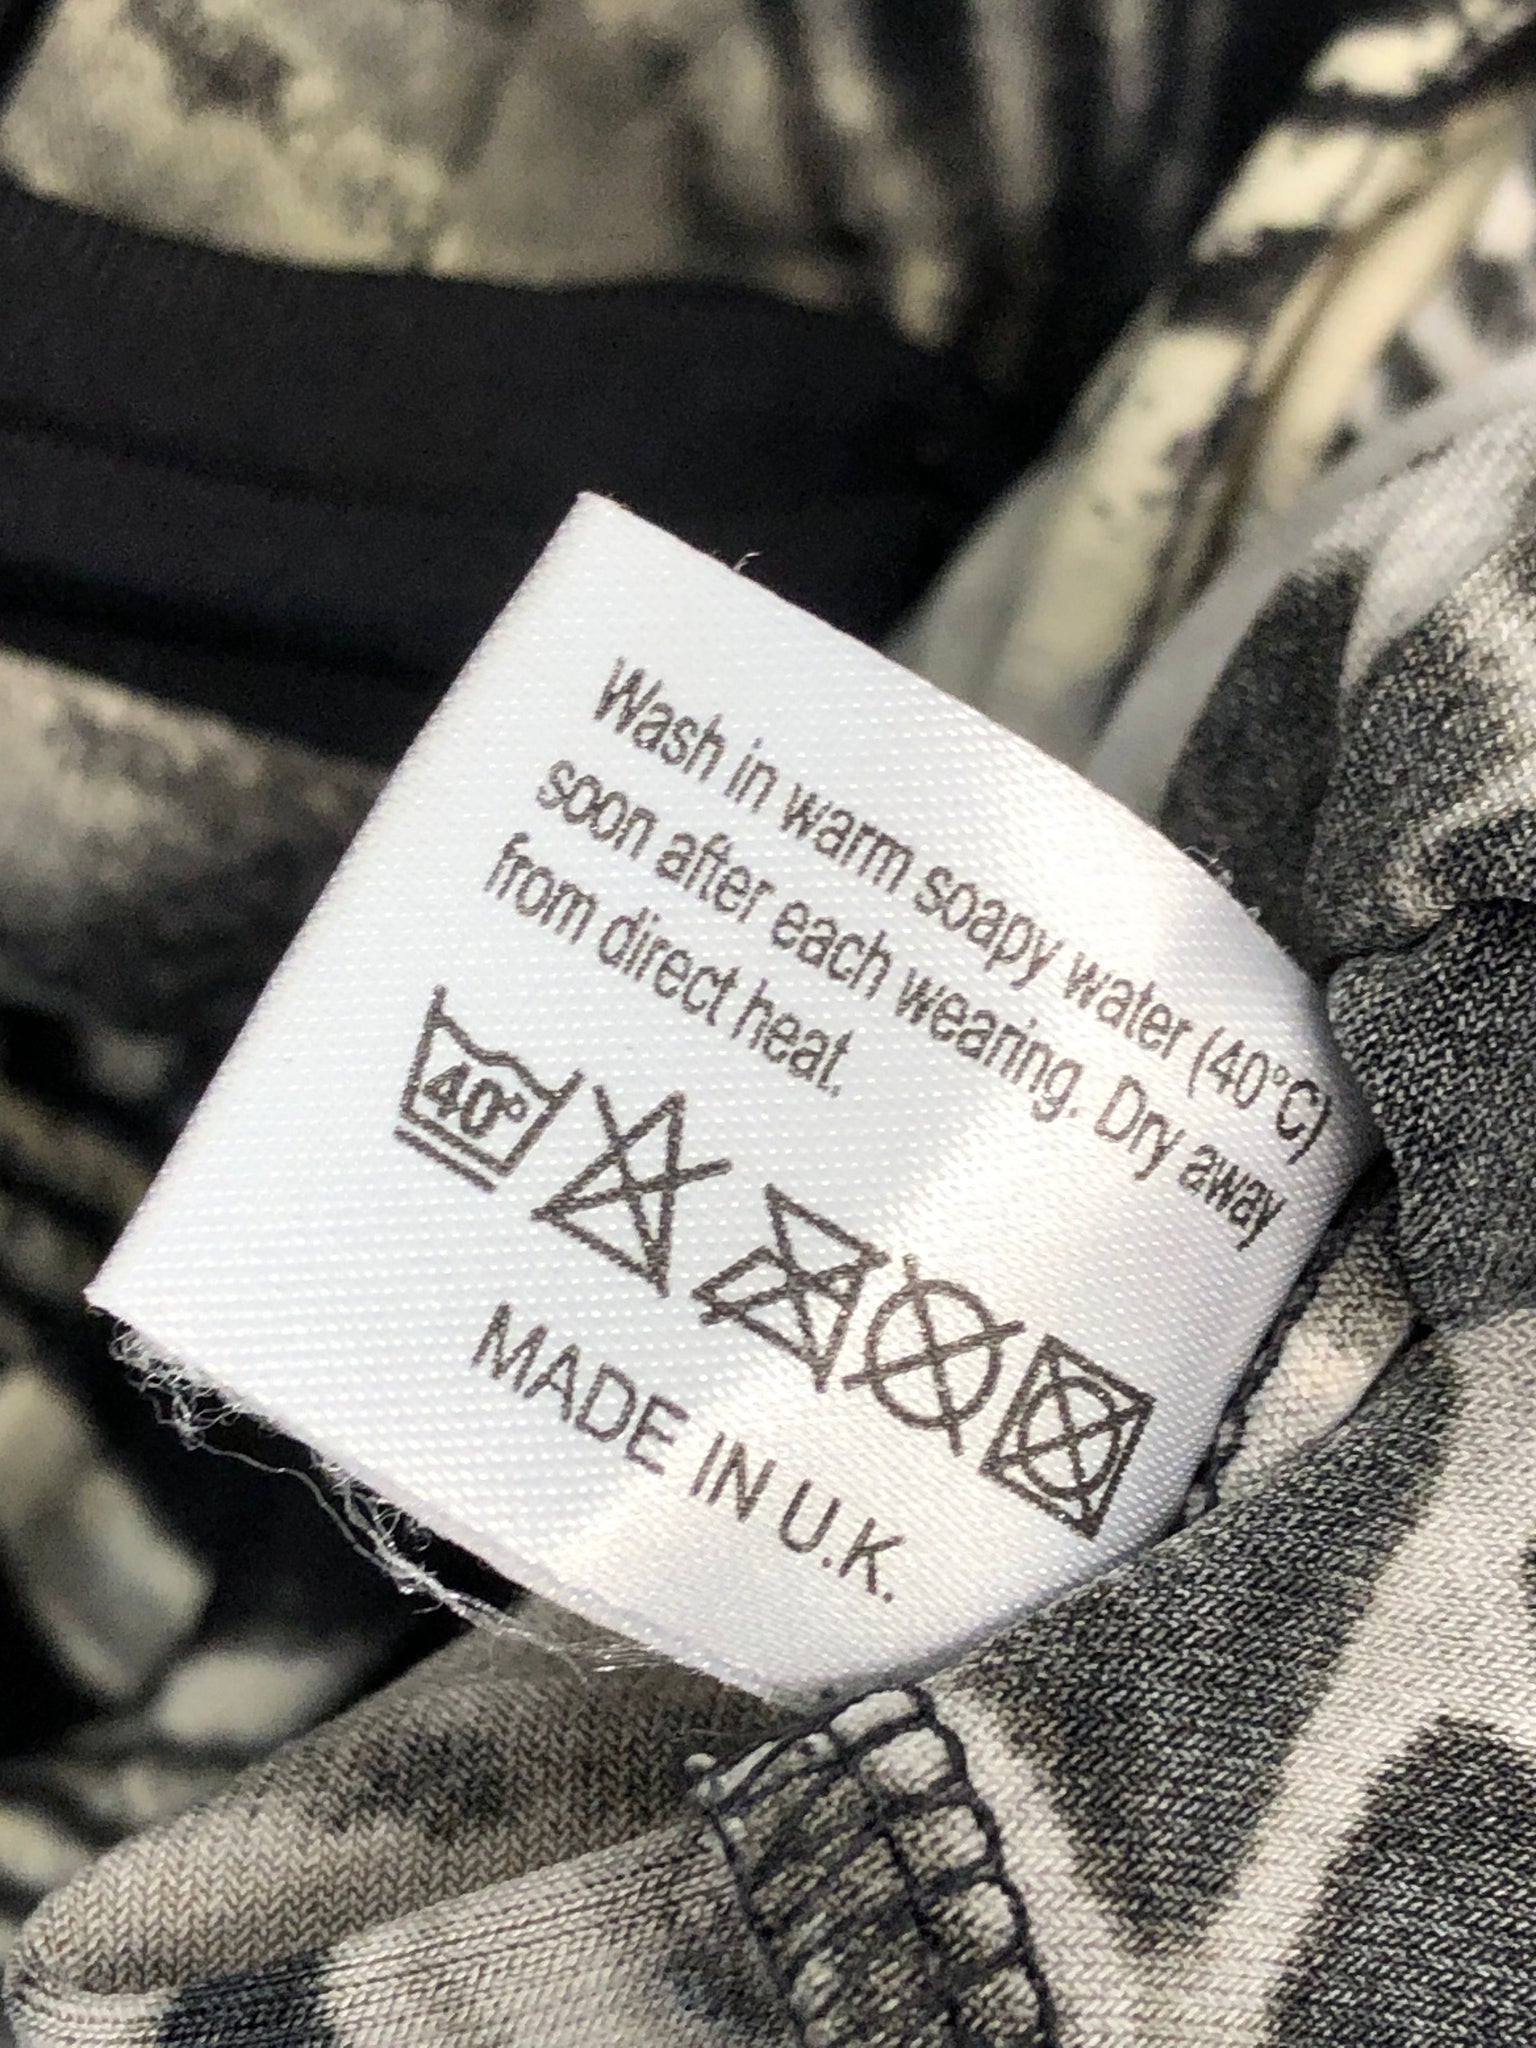 Wash in warm soapy water (40°C)
soon after each wearing. Dry away
from direct heat.
40°
MADE IN U.K.